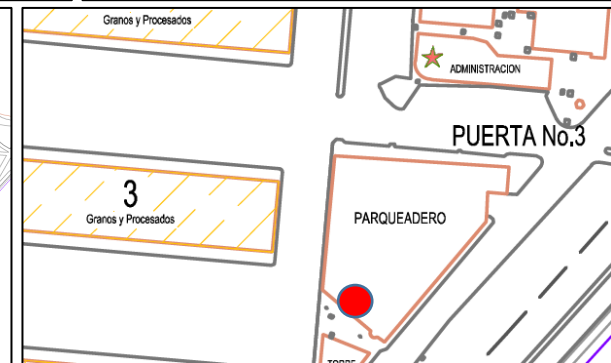 Granos y Procesados
ADMINISTRACION
PUERTA No.3
3
Granos y Procesados
PARQUEADERO
TORRE